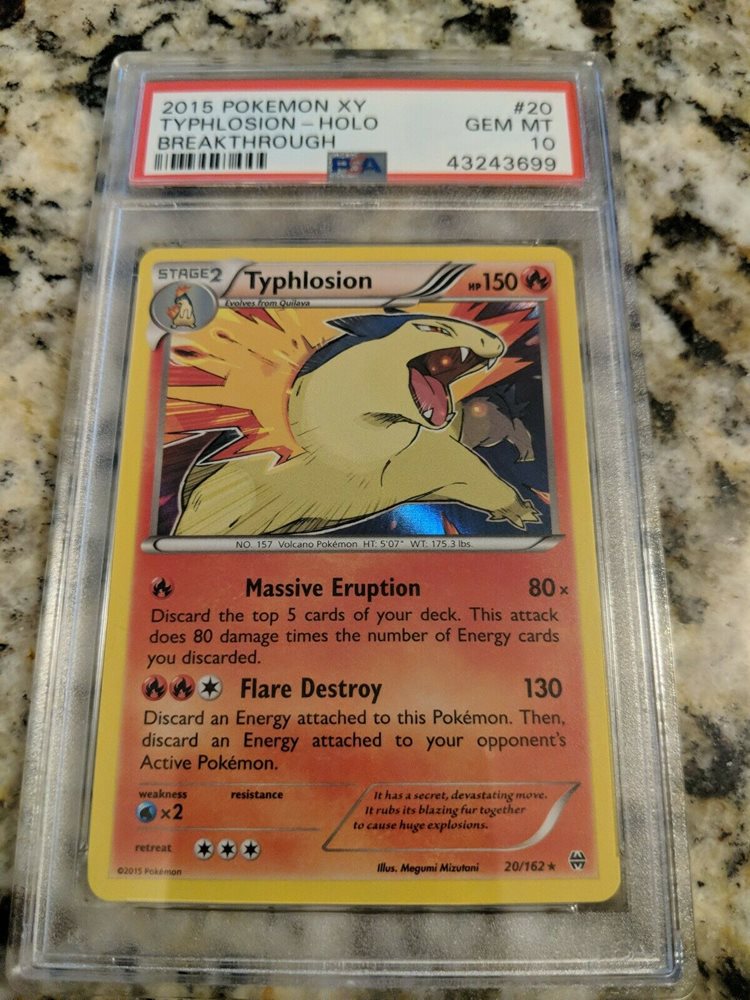 2015 POKEMON XY #20
TYPHLOSION - HOLO GEM MT
BREAKTHROUGH 10
PSA 43243699
STAGE2 Typhlosion HP150
Evolves from Quilava
NO. 157 Volcano Pokémon HT: 5'07" WT: 175.3 lbs.
Massive Eruption 80×
Discard the top 5 cards of your deck. This attack
does 80 damage times the number of Energy cards
you discarded.
Flare Destroy 130
Discard an Energy attached to this Pokémon. Then,
discard an Energy attached to your opponent's
Active Pokémon.
weakness resistance
×2
It has a secret, devastating move.
It rubs its blazing fur together
to cause huge explosions.
retreat
Illus. Megumi Mizutani 20/162 ★
©2015 Pokémon